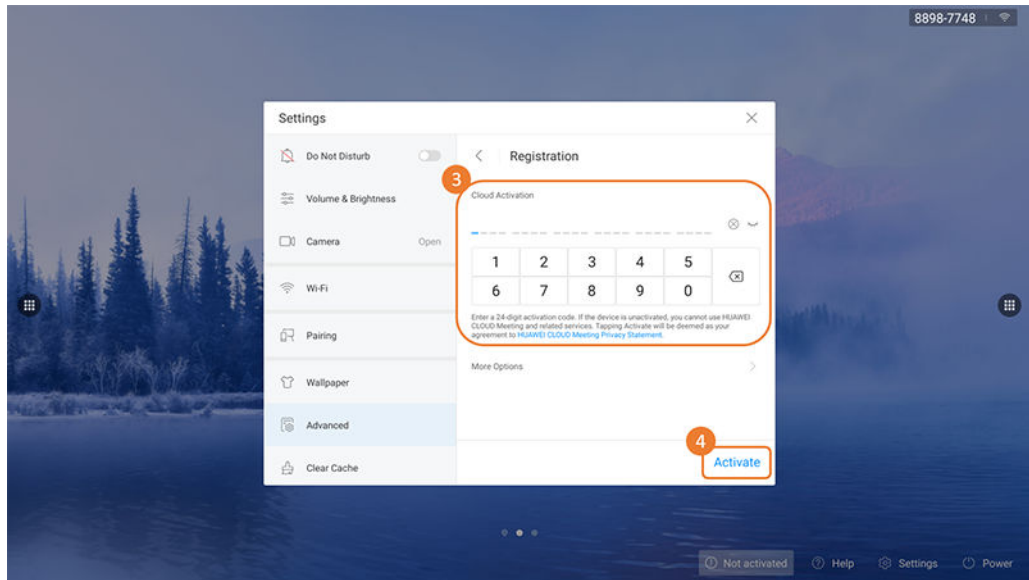 8898-7748
Settings
Do Not Disturb
Volume & Brightness
Camera Open
Wi-Fi
Pairing
Wallpaper
Advanced
Clear Cache
Registration
3
Cloud Activation
1 2 3 4 5
6 7 8 9 0
Enter a 24-digit activation code. If the device is unactivated, you cannot use HUAWEI
CLOUD Meeting and related services. Tapping Activate will be deemed as your
agreement to HUAWEI CLOUD Meeting Privacy Statement.
More Options
4
Activate
Not activated Help Settings Power